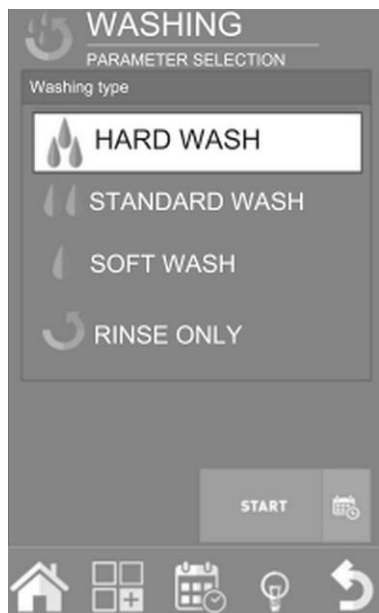 WASHING
PARAMETER SELECTION
Washing type
HARD WASH
STANDARD WASH
SOFT WASH
RINSE ONLY
START